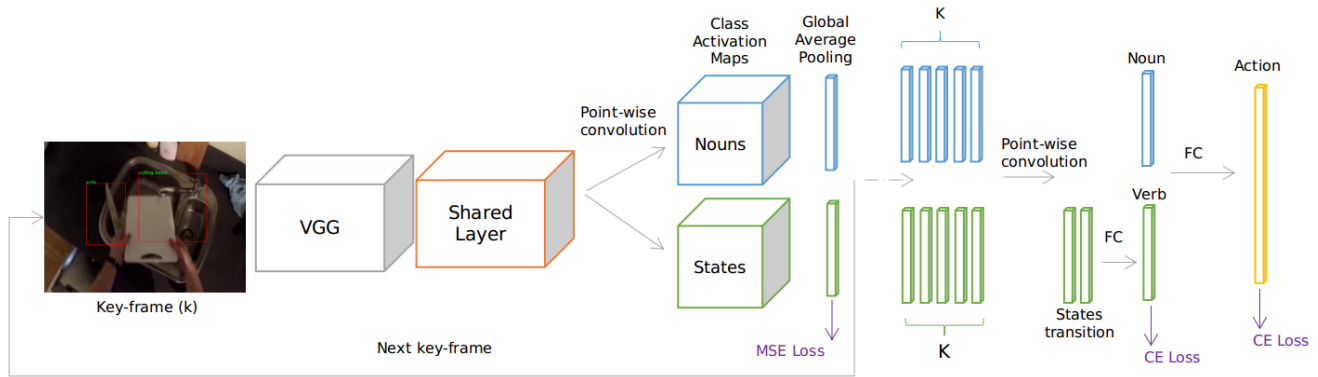 Key-frame (k)
VGG
Shared
Layer
Point-wise
convolution
Class
Activation
Maps
Nouns
States
Global
Average
Pooling
MSE Loss
Next key-frame
K
K
Point-wise
convolution
States
transition
FC
Noun
Verb
CE Loss
FC
Action
CE Loss